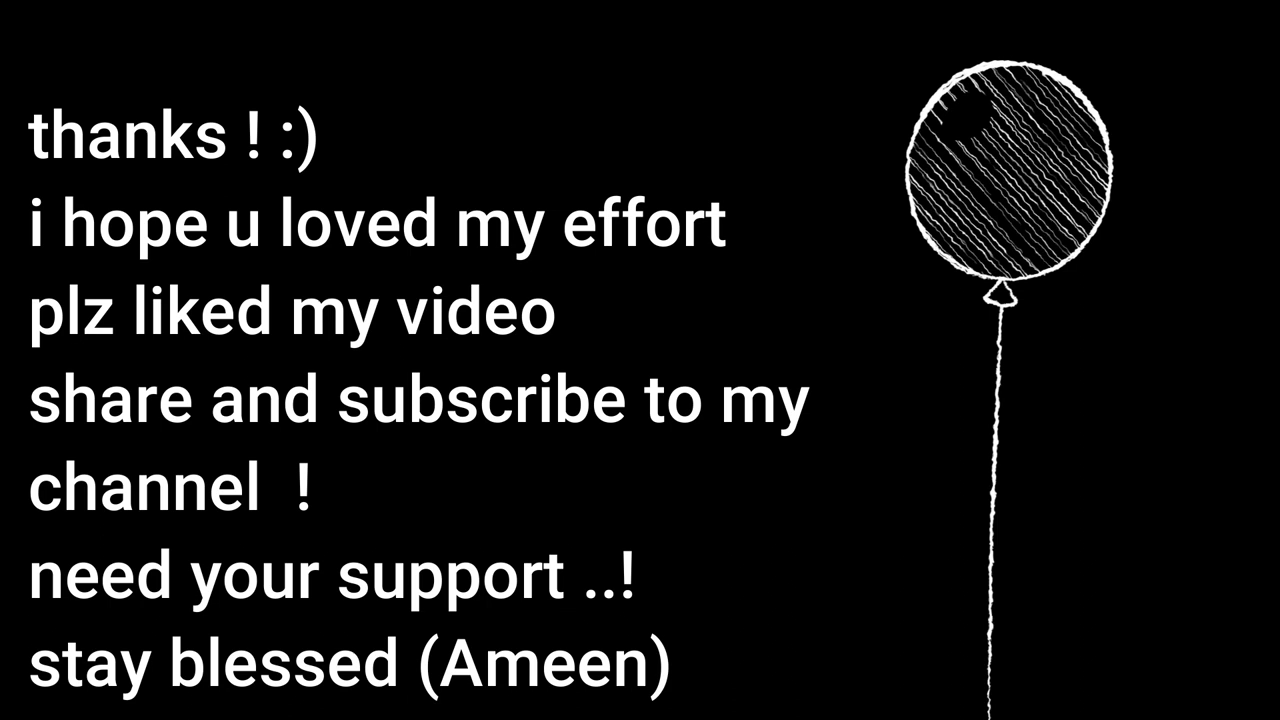 thanks ! :)
i hope u loved my effort
plz liked my video
share and subscribe to my
channel  !
need your support ..!
stay blessed (Ameen)